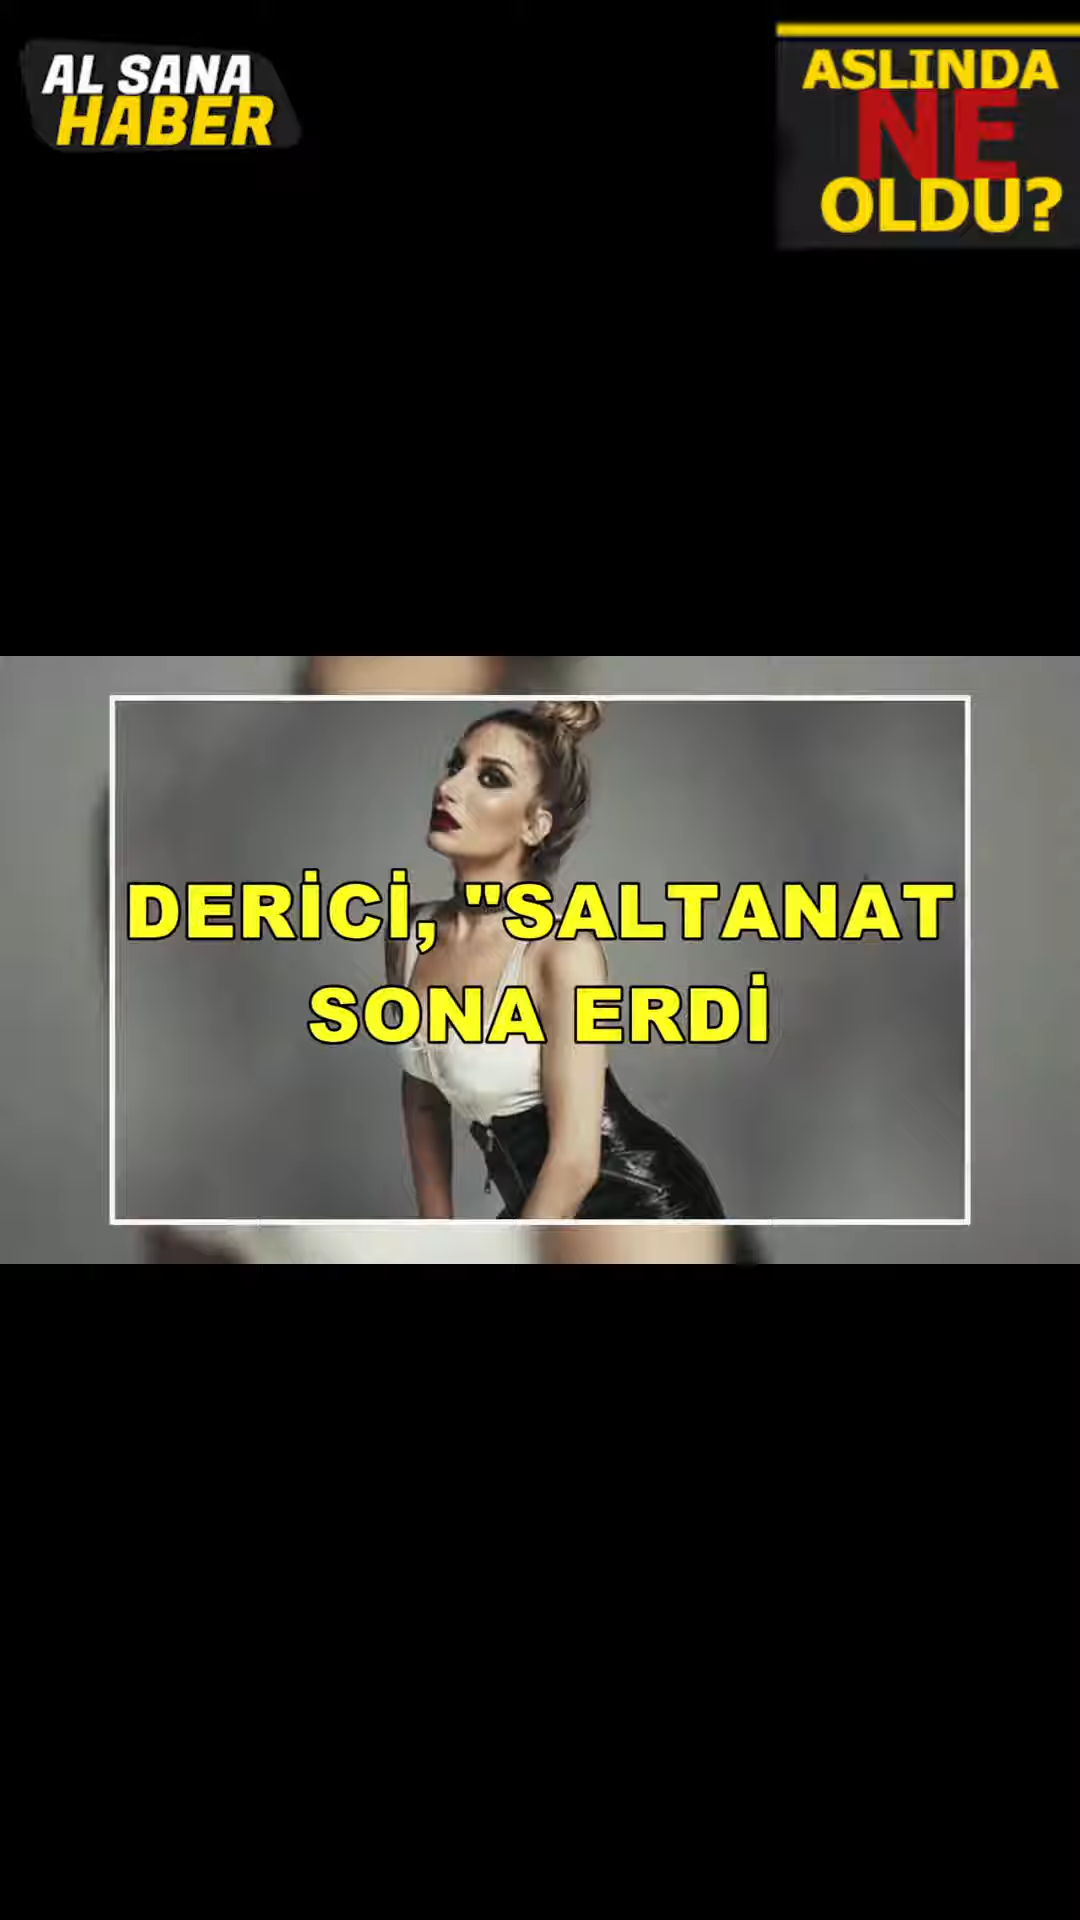 AL SANA
HABER
ASLINDA
NE
OLDU?
DERİCİ, "SALTANAT
SONA ERDİ